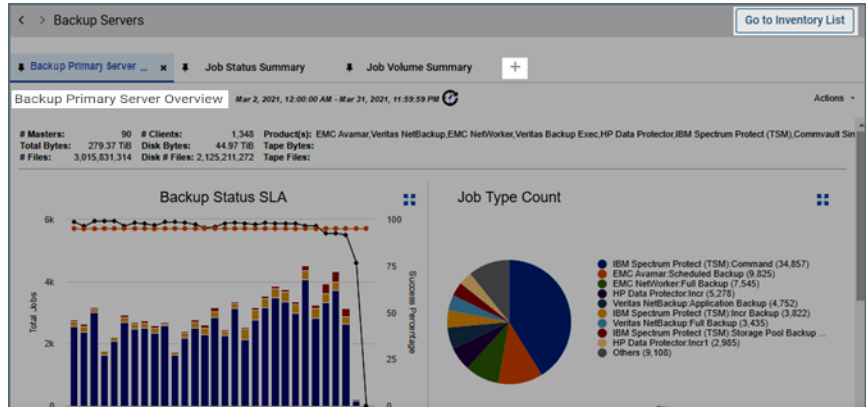 Backup Servers
Go to Inventory List
Backup Primary Server ... x
Job Status Summary
Job Volume Summary
+
Backup Primary Server Overview
Mar 2, 2021, 12:00:00 AM - Mar 31, 2021, 11:59:59 PM
Actions
# Masters: 90 # Clients: 1,348 Product(s): EMC Avamar,Veritas NetBackup,EMC NetWorker,Veritas Backup Exec,HP Data Protector,IBM Spectrum Protect (TSM),Commvault Sim
Total Bytes: 279.37 TiB Disk Bytes: 44.97 TiB Tape Bytes:
# Files: 3,015,831,314 Disk # Files: 2,125,211,272 Tape Files:
Backup Status SLA
6k
4k
2k
0
Total Jobs
100
75
50
25
0
Success Percentage
Job Type Count
IBM Spectrum Protect (TSM):Command (34,857)
EMC Avamar:Scheduled Backup (9,825)
EMC NetWorker:Full Backup (7,545)
HP Data Protector:Incr (5,278)
Veritas NetBackup:Application Backup (4,752)
IBM Spectrum Protect (TSM):Incr Backup (3,822)
Veritas NetBackup:Full Backup (3,435)
IBM Spectrum Protect (TSM):Storage Pool Backup ...
HP Data Protector:Incr1 (2,985)
Others (9,108)